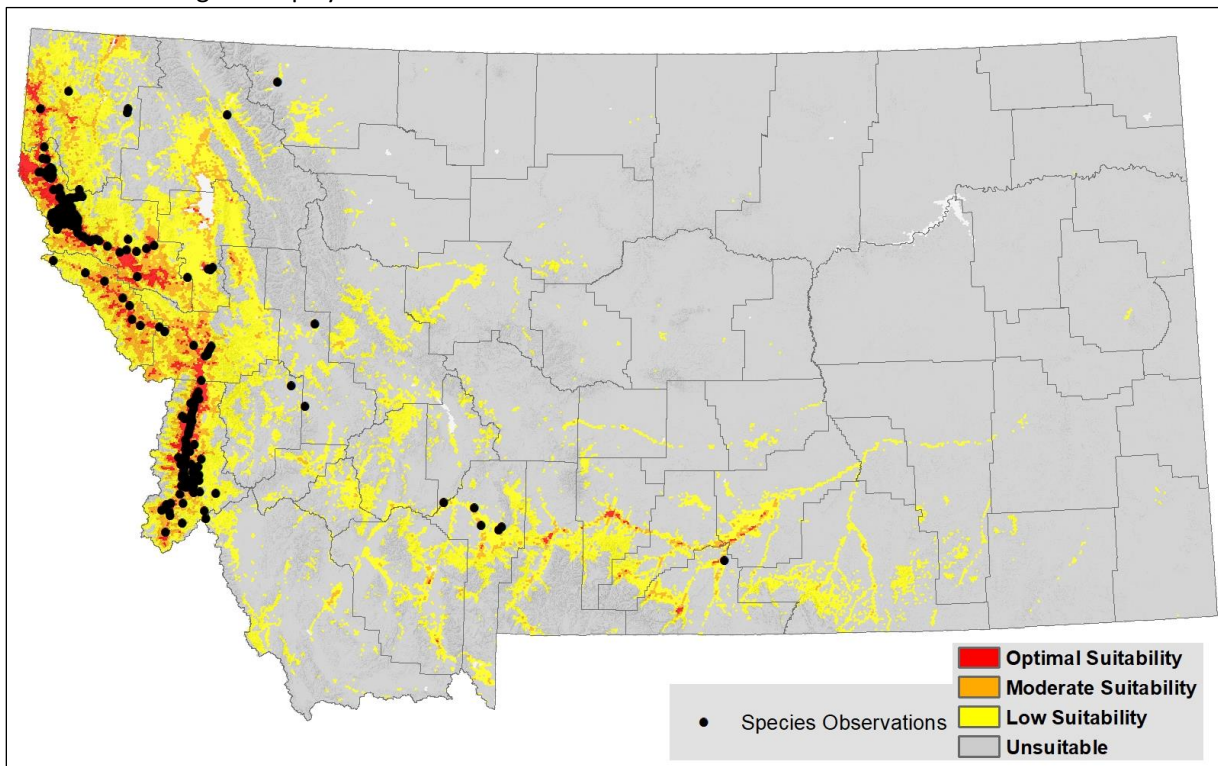 Optimal Suitability
Moderate Suitability
Species Observations
Low Suitability
Unsuitable